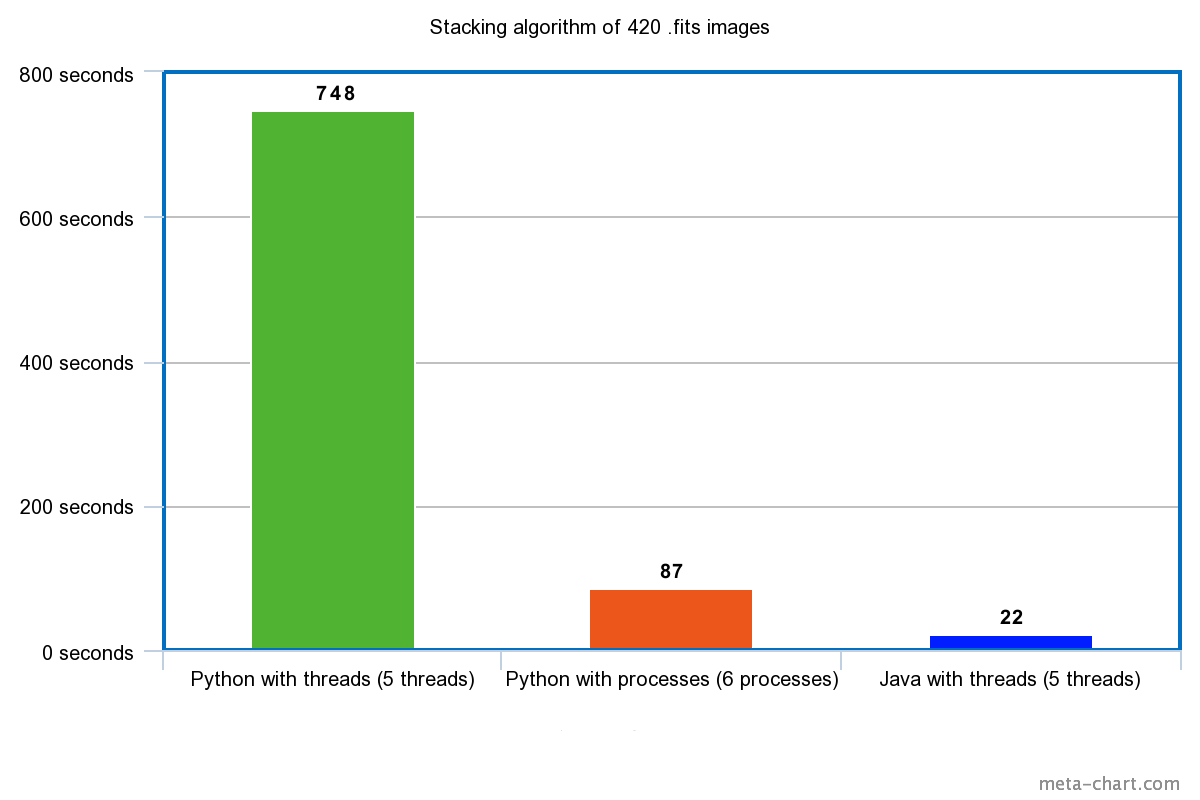 Stacking algorithm of 420 .fits images
800 seconds
748
600 seconds
400 seconds
200 seconds
87
22
0 seconds
Python with threads (5 threads)
Python with processes (6 processes)
Java with threads (5 threads)
meta-chart.com